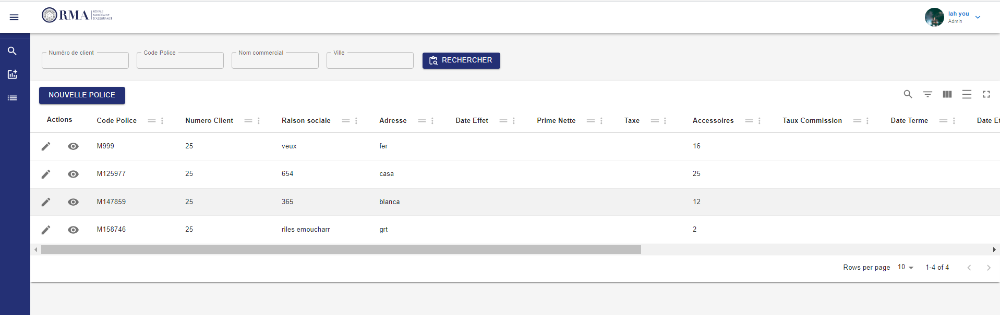 RMA ROYALE
MAROCAINE
D'ASSURANCE
lah you
Admin
Numéro de client Code Police Nom commercial Ville
RECHERCHER
NOUVELLE POLICE
Actions Code Police Numero Client Raison sociale Adresse Date Effet Prime Nette Taxe Accessoires Taux Commission Date Terme Date Et
M999 25 veux fer 16
M125977 25 654 casa 25
M147859 25 365 blanca 12
M158746 25 riles emoucharr grt 2
Rows per page 10 1-4 of 4